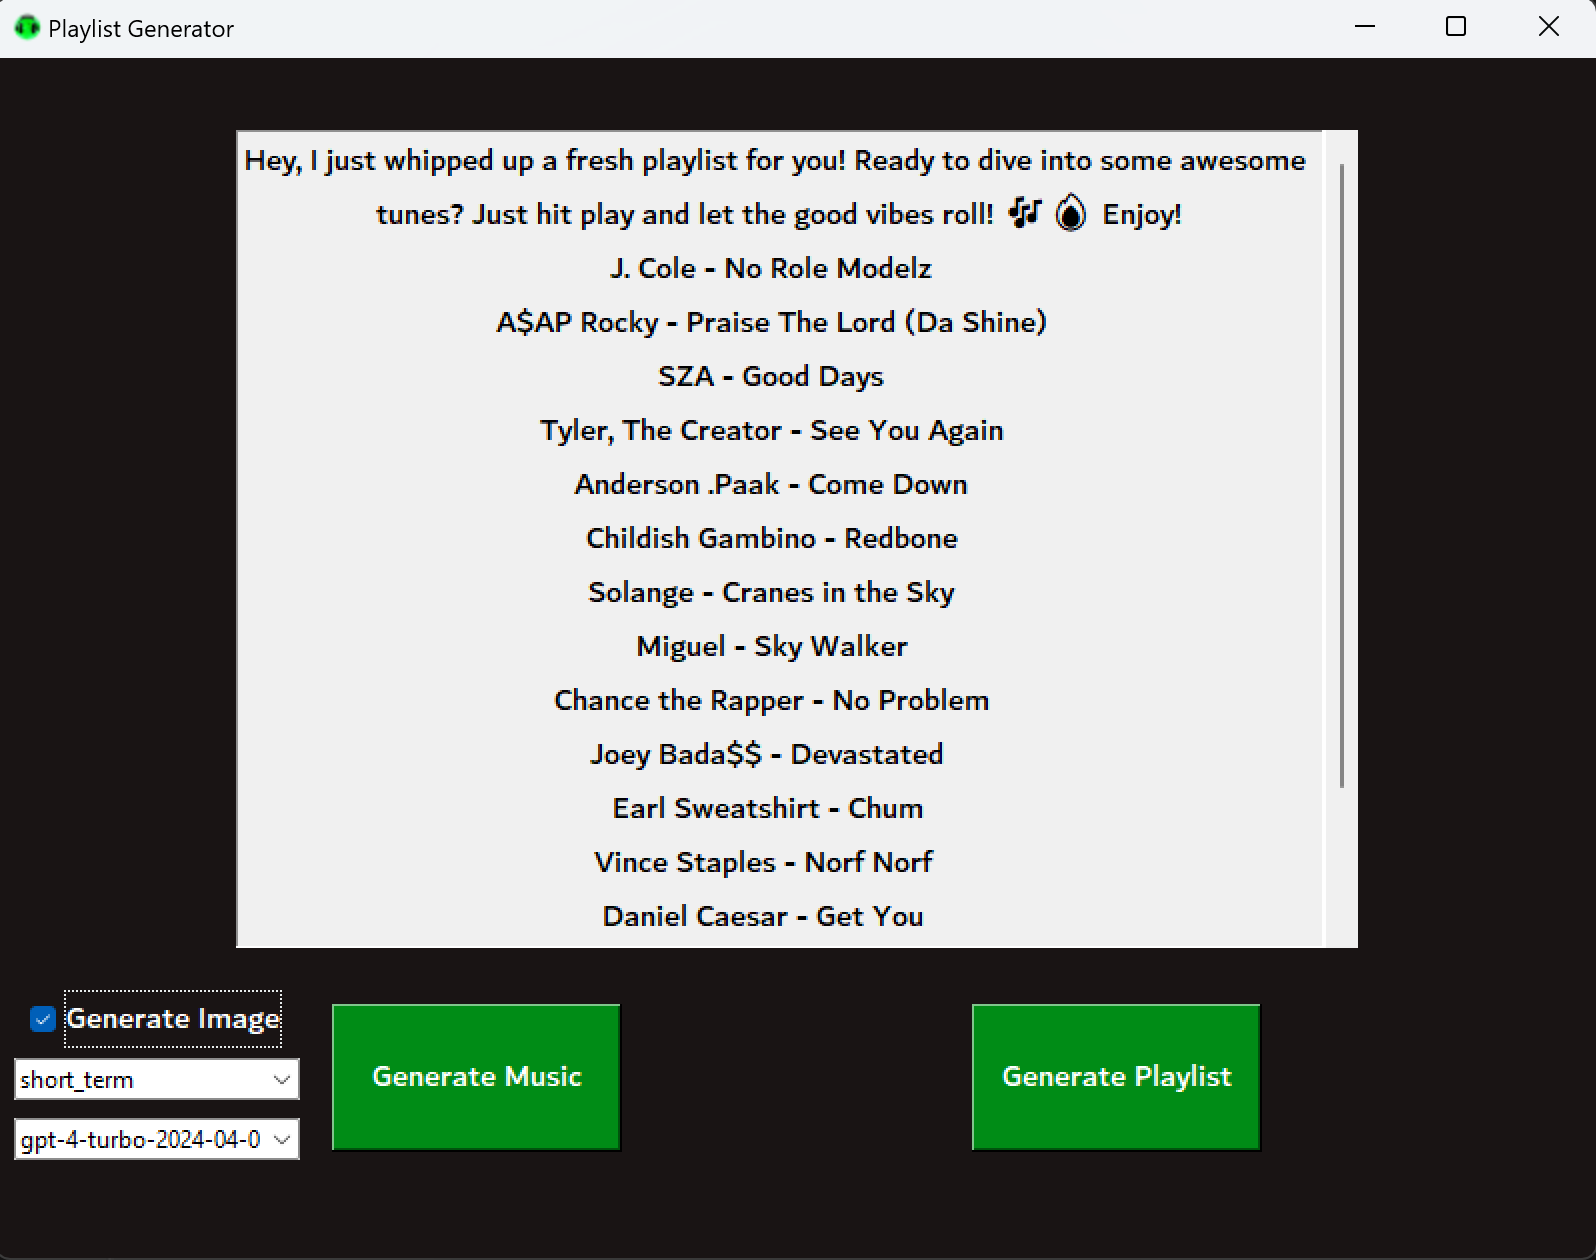 Playlist Generator
Hey, I just whipped up a fresh playlist for you! Ready to dive into some awesome
tunes? Just hit play and let the good vibes roll! 🎶🔥 Enjoy!
J. Cole - No Role Modelz
A$AP Rocky - Praise The Lord (Da Shine)
SZA - Good Days
Tyler, The Creator - See You Again
Anderson .Paak - Come Down
Childish Gambino - Redbone
Solange - Cranes in the Sky
Miguel - Sky Walker
Chance the Rapper - No Problem
Joey Bada$$ - Devastated
Earl Sweatshirt - Chum
Vince Staples - Norf Norf
Daniel Caesar - Get You
Generate Image
short_term
gpt-4-turbo-2024-04-0
Generate Music
Generate Playlist